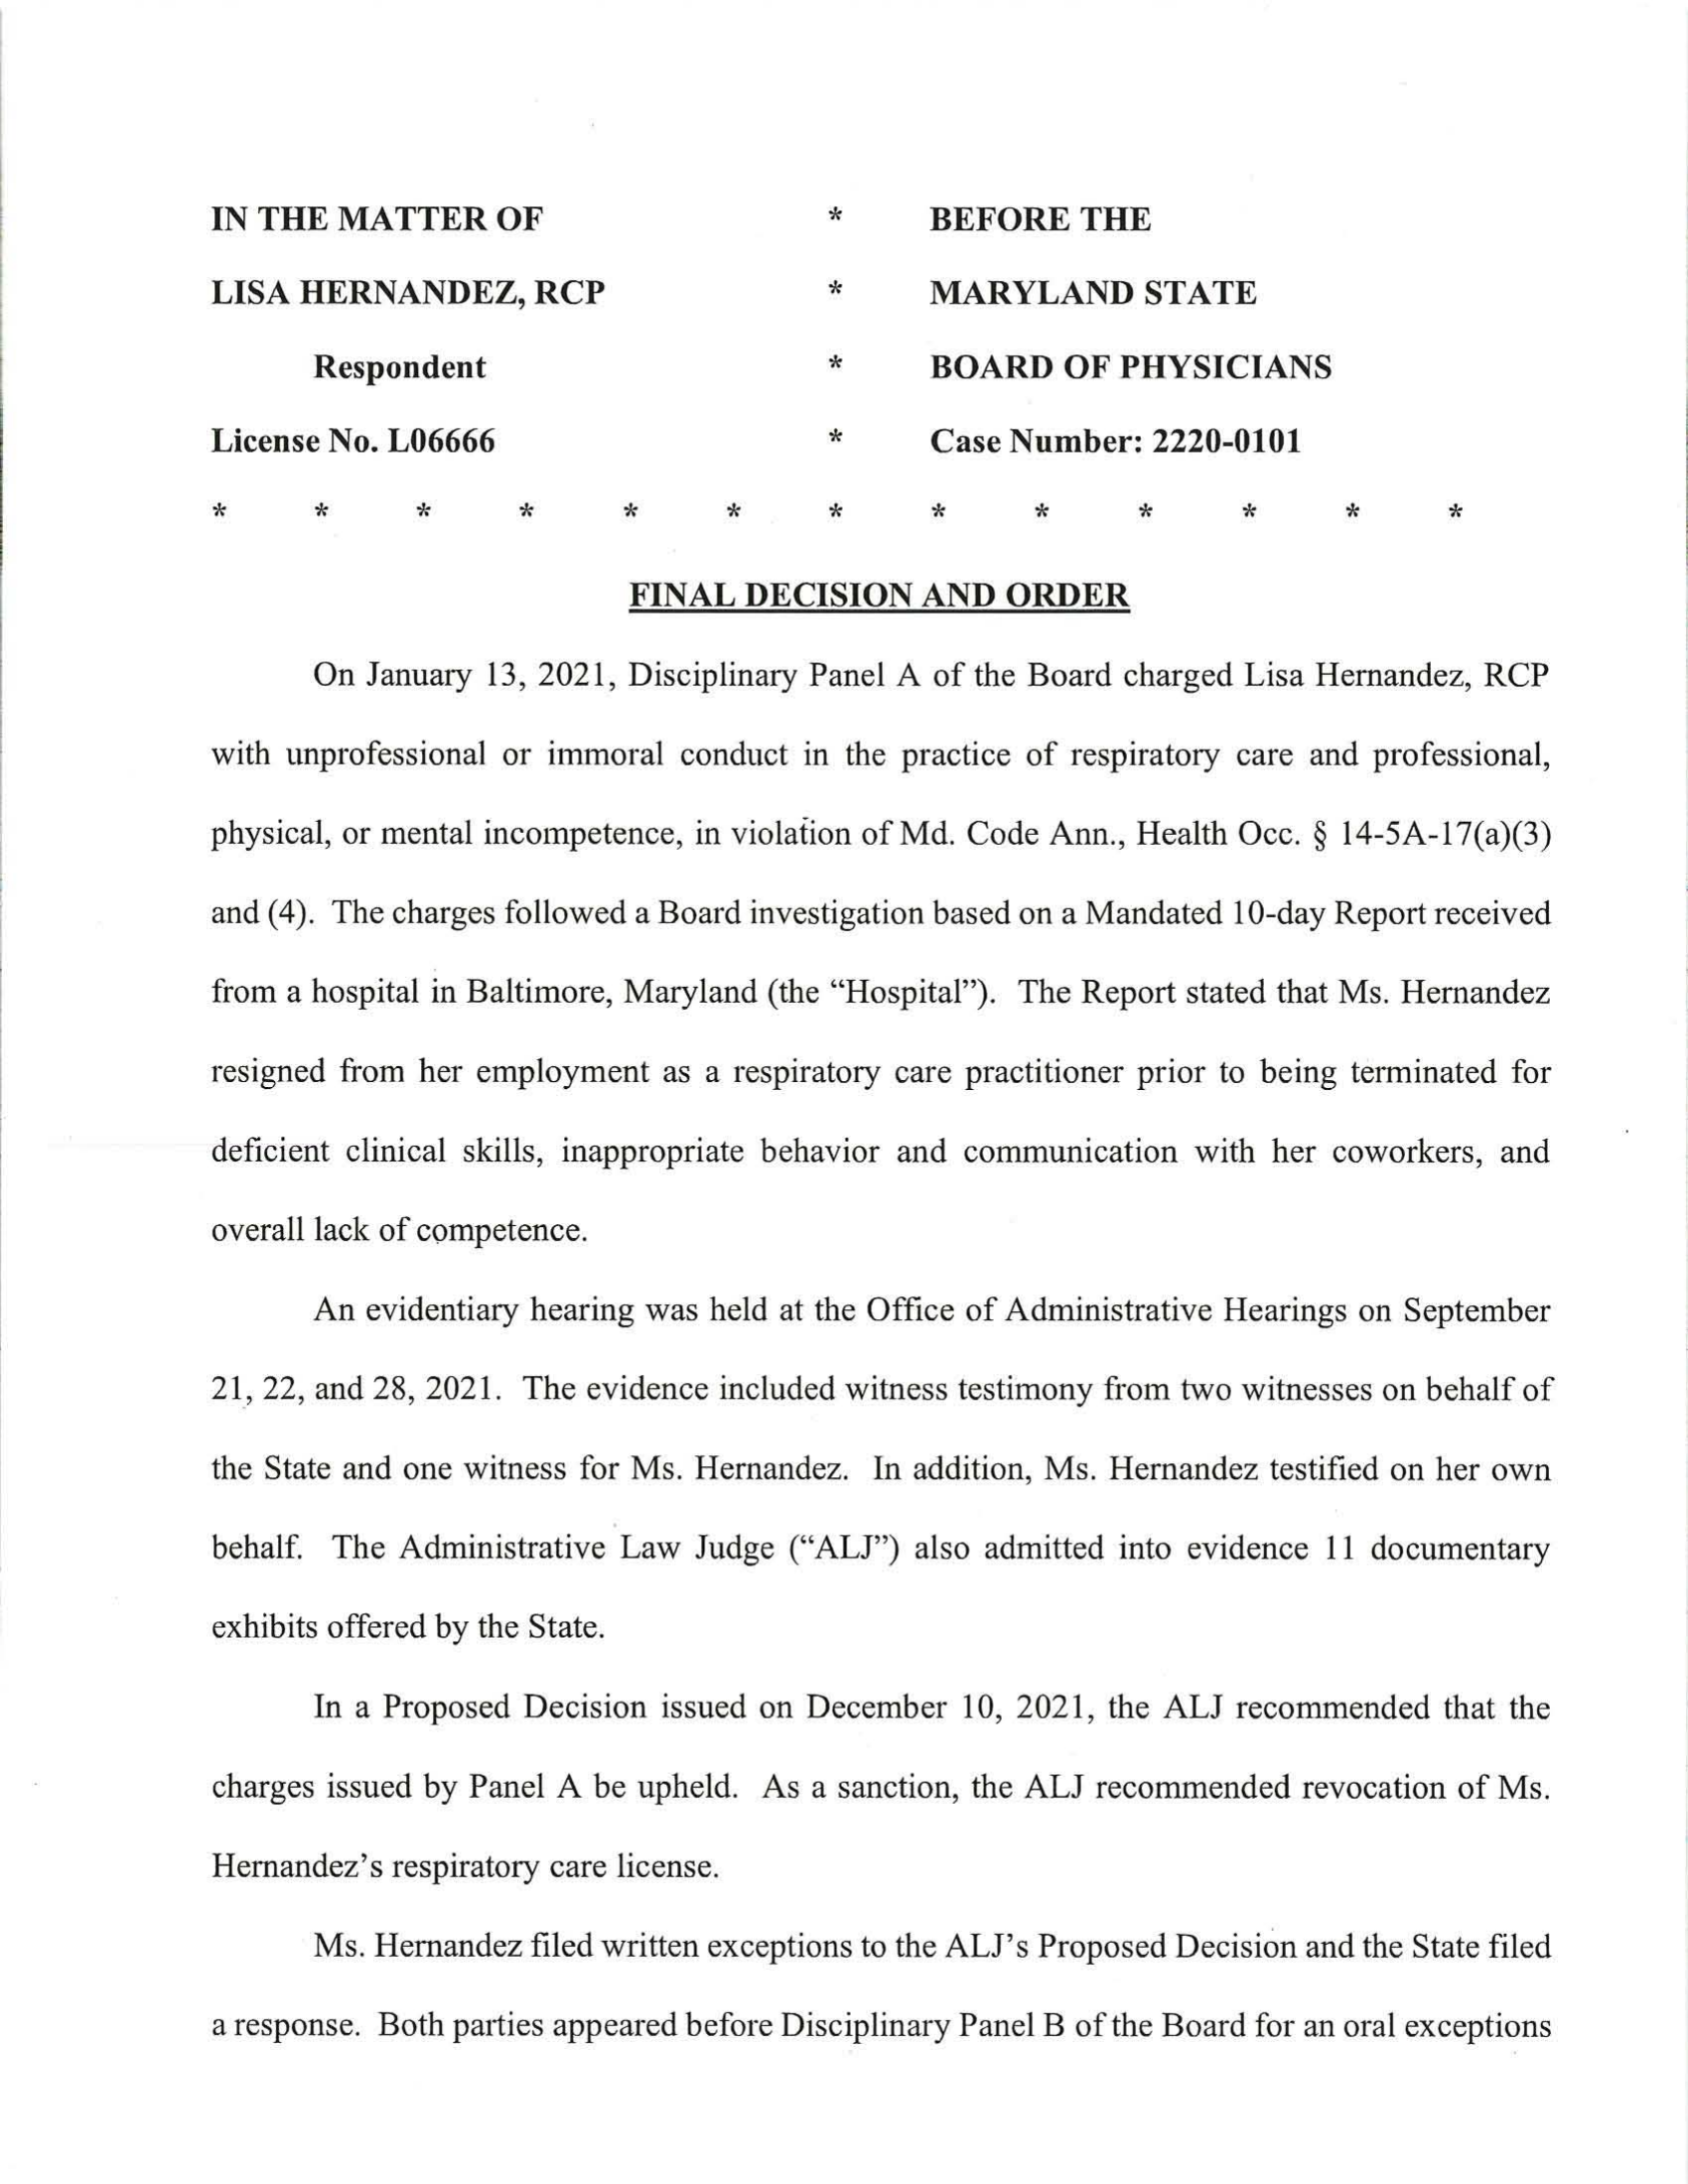 IN THE MATTER OF * BEFORE THE
LISA HERNANDEZ, RCP * MARYLAND STATE
Respondent * BOARD OF PHYSICIANS
License No. L06666 * Case Number: 2220-0101
* * * * * * * * * * * * *
FINAL DECISION AND ORDER
On January 13, 2021, Disciplinary Panel A of the Board charged Lisa Hernandez, RCP
with unprofessional or immoral conduct in the practice of respiratory care and professional,
physical, or mental incompetence, in violation of Md. Code Ann., Health Occ. § 14-5A-17(a)(3)
and (4). The charges followed a Board investigation based on a Mandated 10-day Report received
from a hospital in Baltimore, Maryland (the “Hospital”). The Report stated that Ms. Hernandez
resigned from her employment as a respiratory care practitioner prior to being terminated for
deficient clinical skills, inappropriate behavior and communication with her coworkers, and
overall lack of competence.
An evidentiary hearing was held at the Office of Administrative Hearings on September
21, 22, and 28, 2021. The evidence included witness testimony from two witnesses on behalf of
the State and one witness for Ms. Hernandez. In addition, Ms. Hernandez testified on her own
behalf. The Administrative Law Judge (“ALJ”) also admitted into evidence 11 documentary
exhibits offered by the State.
In a Proposed Decision issued on December 10, 2021, the ALJ recommended that the
charges issued by Panel A be upheld. As a sanction, the ALJ recommended revocation of Ms.
Hernandez’s respiratory care license.
Ms. Hernandez filed written exceptions to the ALJ’s Proposed Decision and the State filed
a response. Both parties appeared before Disciplinary Panel B of the Board for an oral exceptions